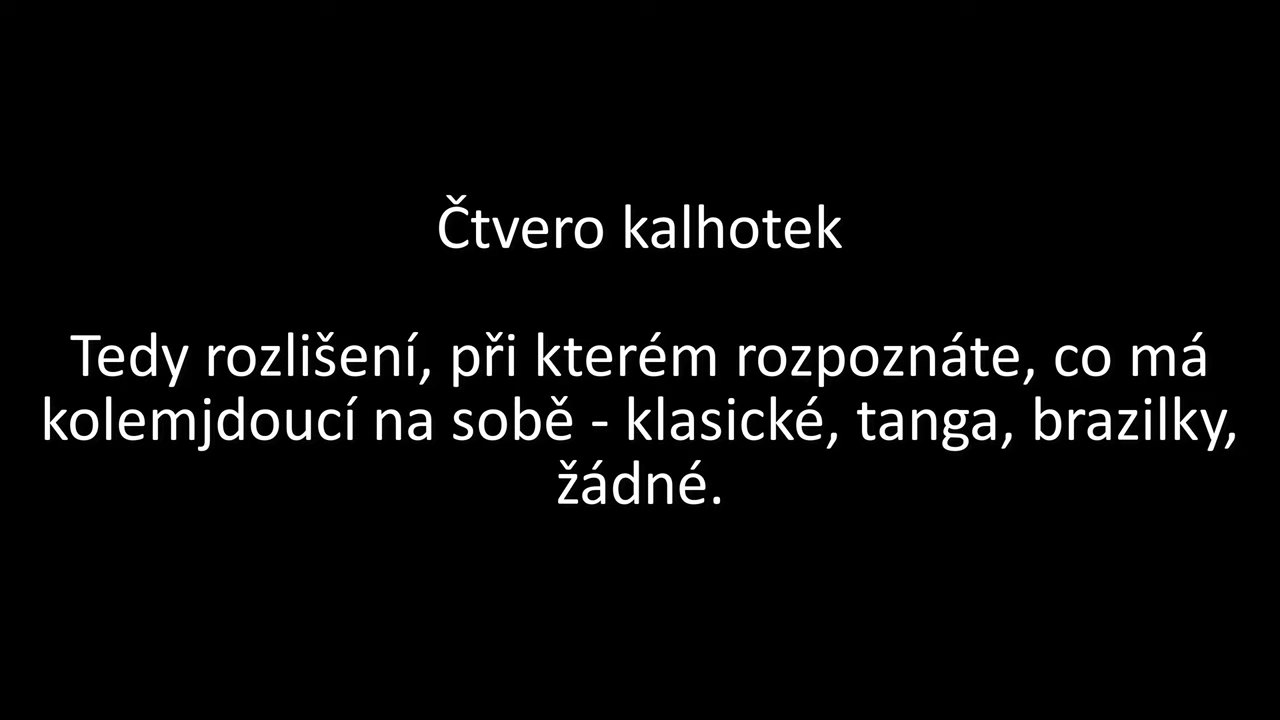 Čtvero kalhotek
Tedy rozlišení, při kterém rozpoznáte, co má
kolemjdoucí na sobě - klasické, tanga, brazilky,
žádné.